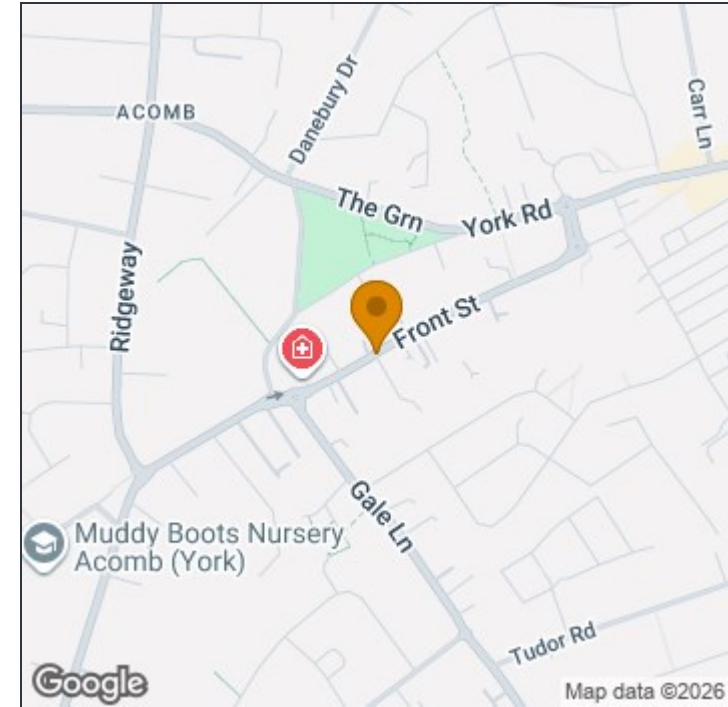 ACOMB
Danebury Dr
Carr Ln
The Grn
York Rd
Ridgeway
Front St
Gale Ln
Muddy Boots Nursery
Acomb (York)
Tudor Rd
Google
Map data ©2026